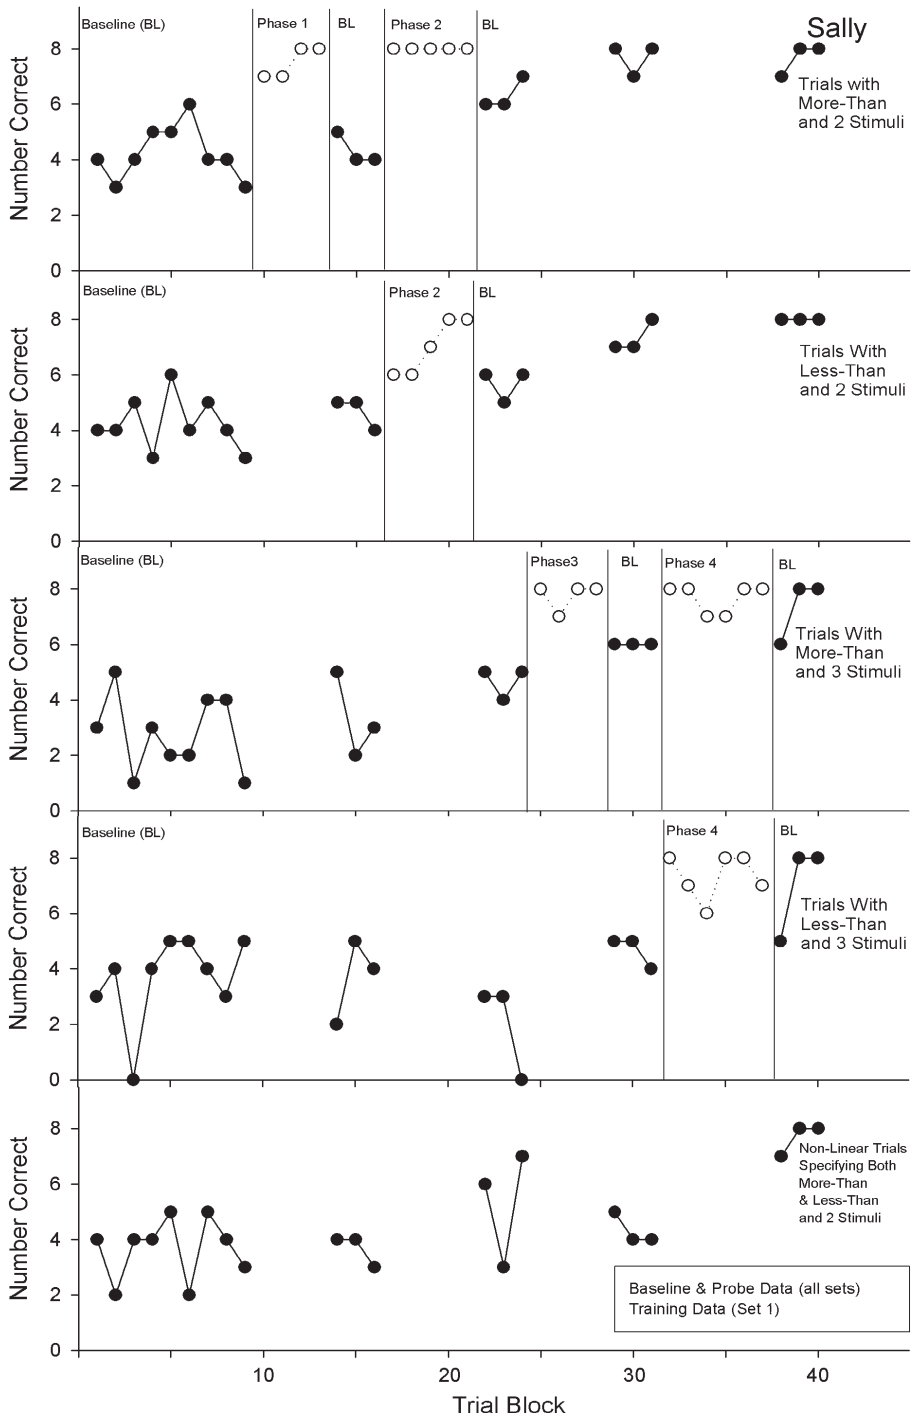 Baseline (BL) Phase 1 BL Phase 2 BL Sally
8
Trials with
More-Than
and 2 Stimuli
6
4
2
0
Number Correct
Baseline (BL) Phase 2 BL
8
Trials With
Less-Than
and 2 Stimuli
6
4
2
0
Number Correct
Baseline (BL) Phase3 BL Phase 4 BL
8
Trials With
More-Than
and 3 Stimuli
6
4
2
0
Number Correct
Baseline (BL) Phase 4 BL
8
Trials With
Less-Than
and 3 Stimuli
6
4
2
0
Number Correct
8
Non-Linear Trials
Specifying Both
More-Than
& Less-Than
and 2 Stimuli
6
4
2
0
Number Correct
Baseline & Probe Data (all sets)
Training Data (Set 1)
10 20 30 40
Trial Block